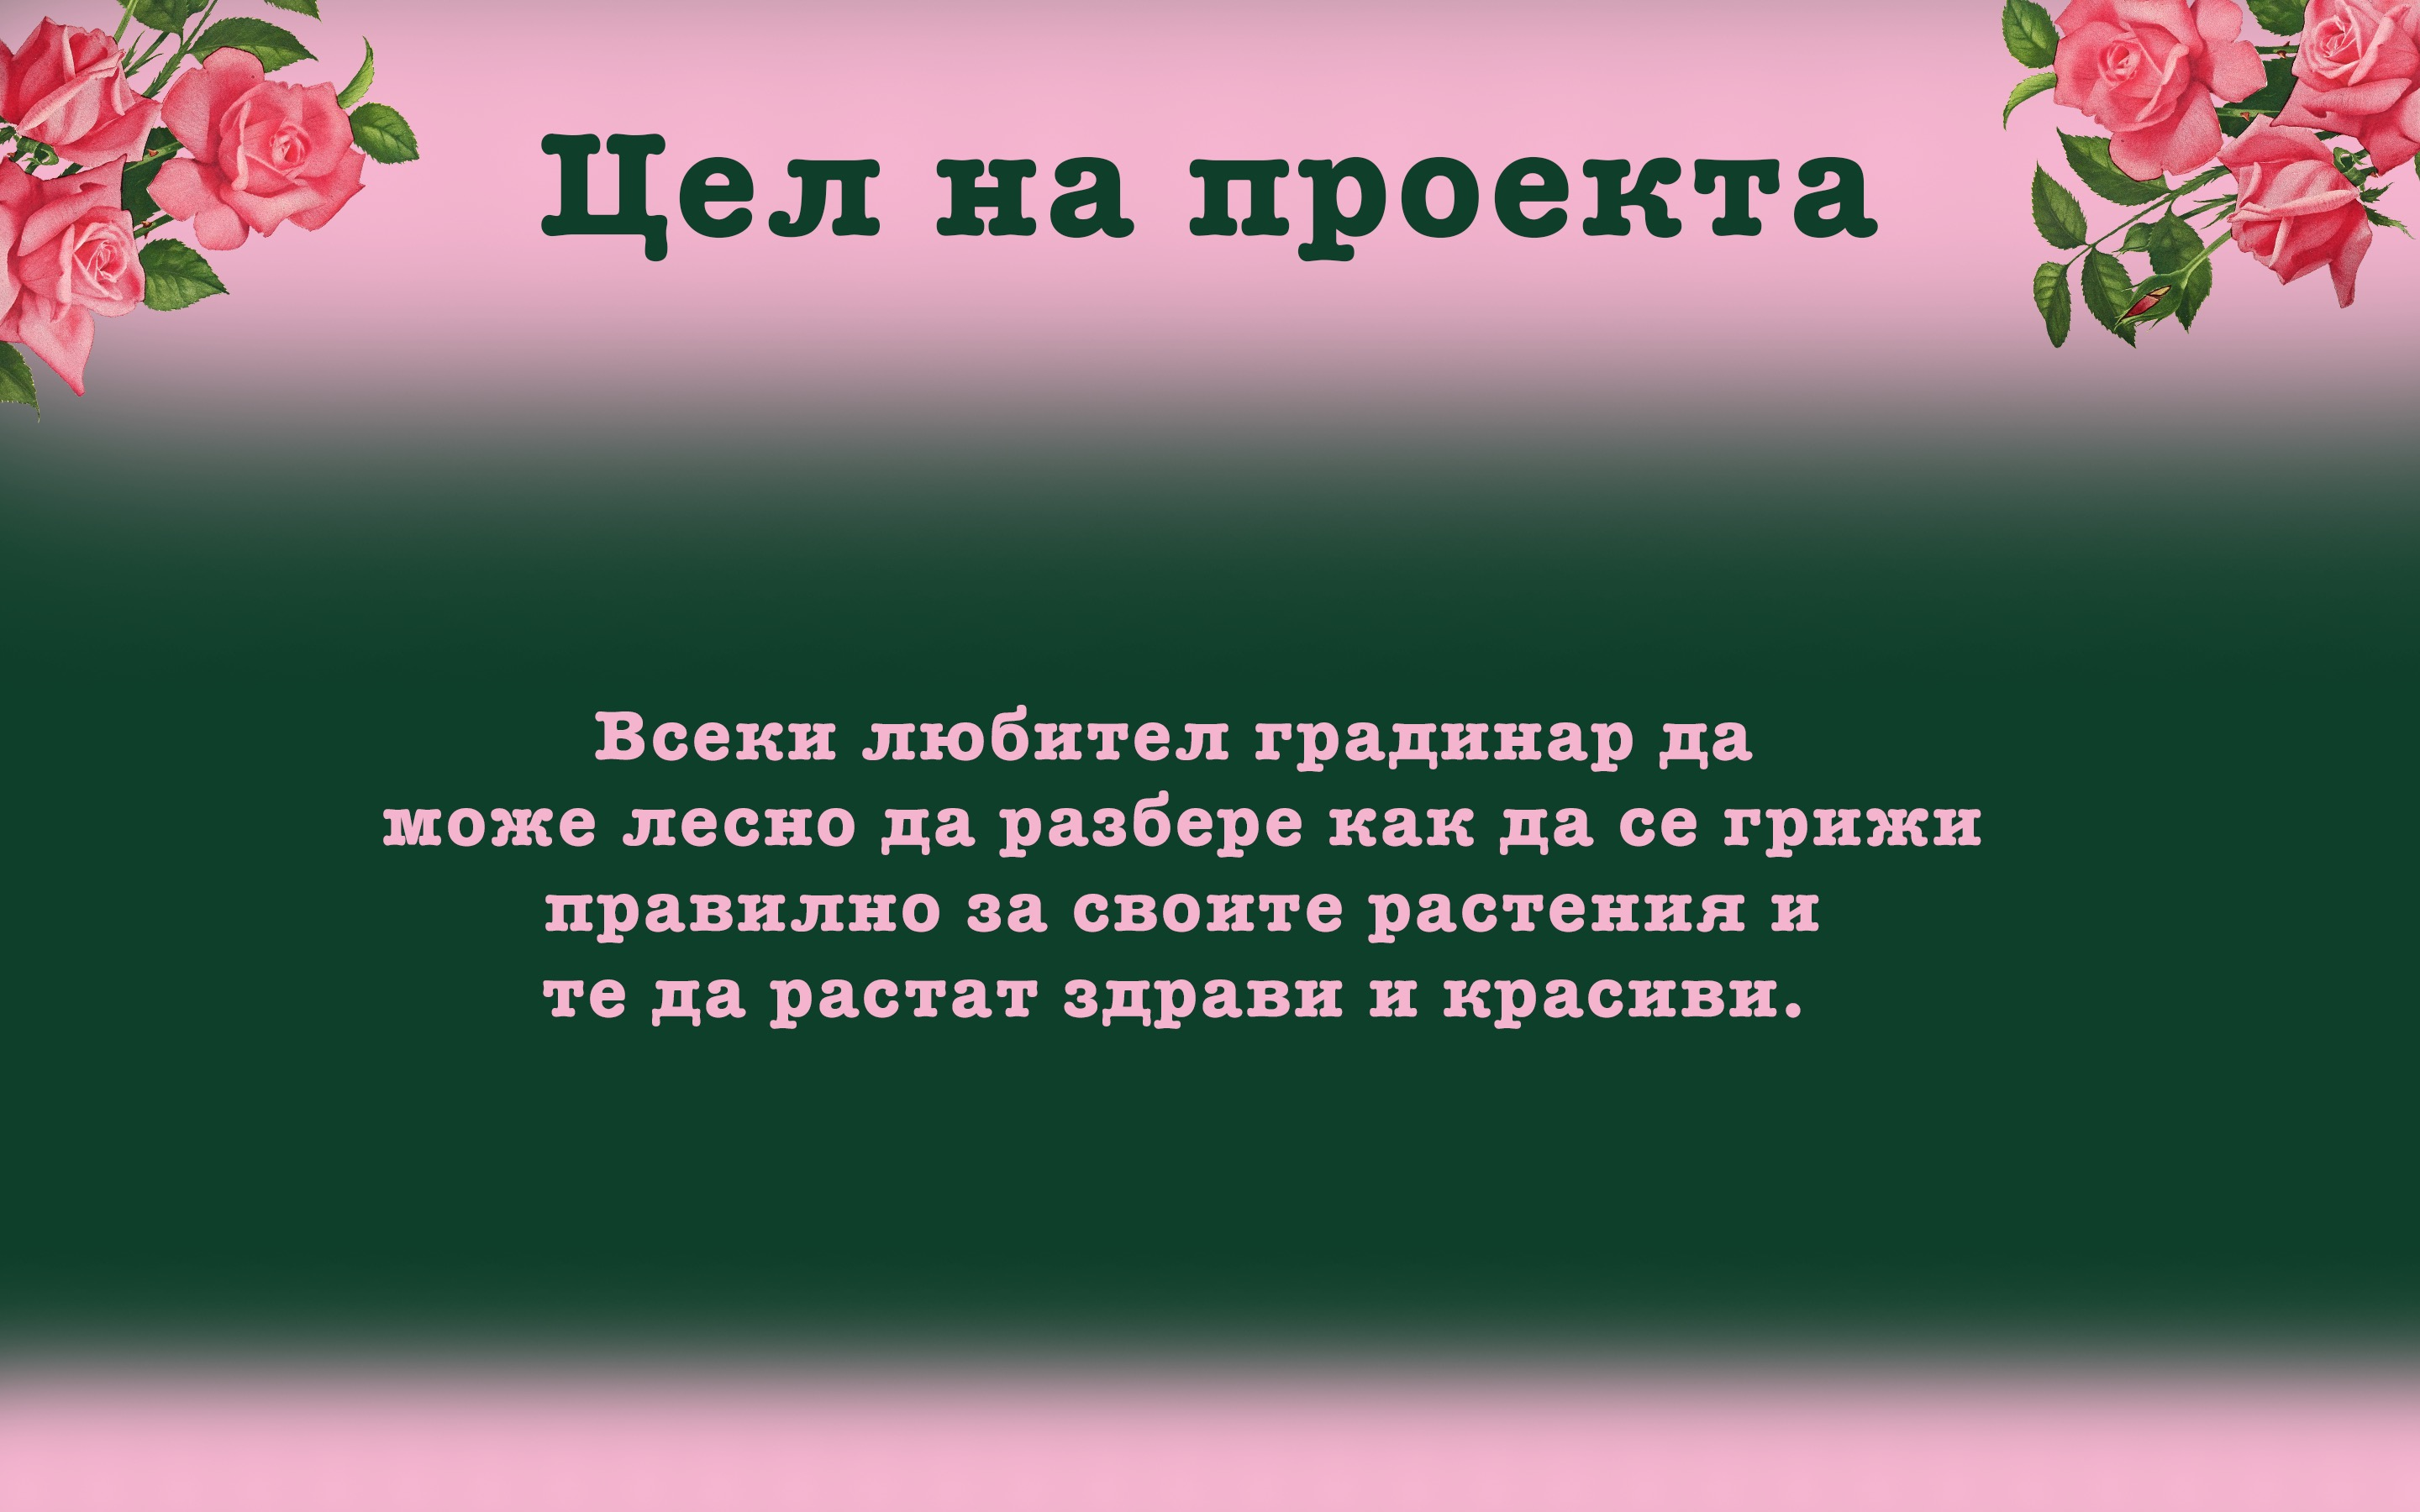 Цел на проекта
Всеки любител градинар да
може лесно да разбере как да се грижи
правилно за своите растения и
те да растат здрави и красиви.